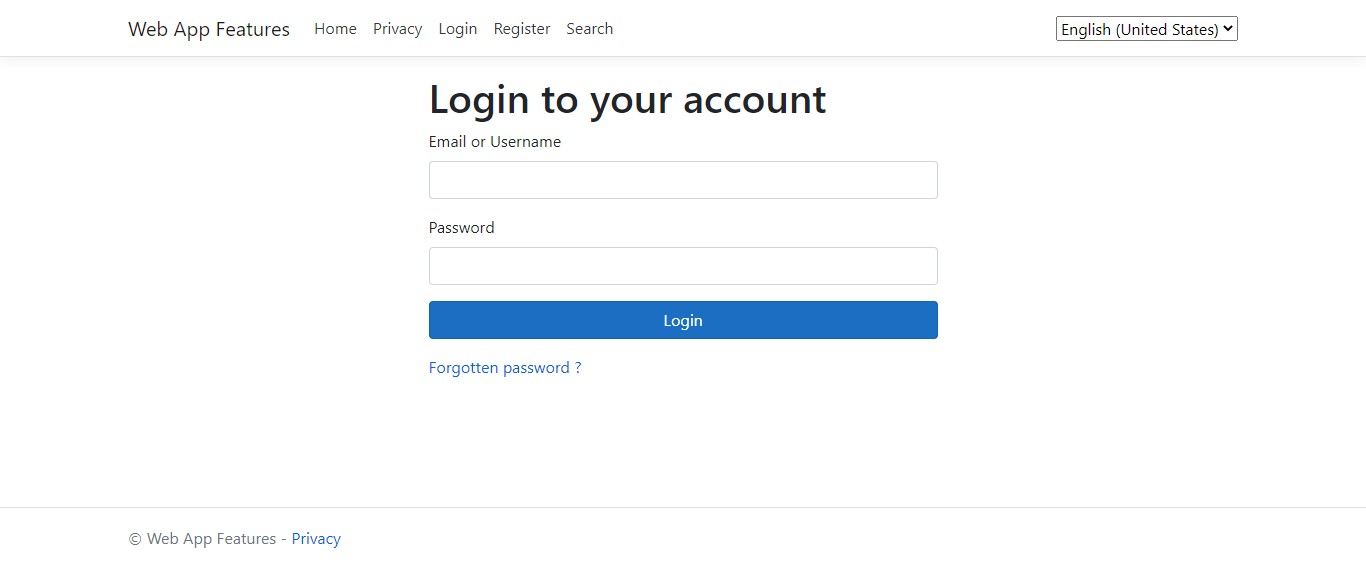 Web App Features Home Privacy Login Register Search English (United States)
Login to your account
Email or Username
Password
Login
Forgotten password ?
© Web App Features - Privacy